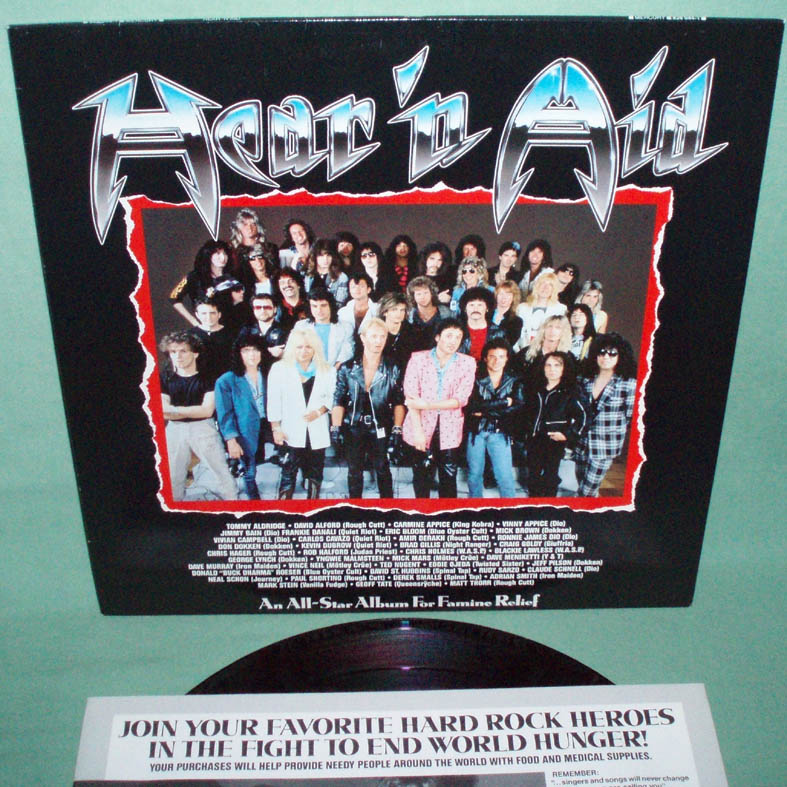 Hear 'n Aid
TOMMY ALDRIDGE • DAVID ALFORD (Rough Cutt) • CARMINE APPICE (King Kobra) • VINNY APPICE (Dio)
JIMMY BAIN (Dio) FRANKIE BANALI (Quiet Riot) • ERIC BLOOM (Blue Oyster Cult) • MICK BROWN (Dokken)
VIVIAN CAMPBELL (Dio) • CARLOS CAVAZO (Quiet Riot) • AMIR DERAKH (Rough Cutt) • RONNIE JAMES DIO (Dio)
DON DOKKEN (Dokken) • KEVIN DUBROW (Quiet Riot) • BRAD GILLIS (Night Ranger) • CRAIG GOLDY (Guiffria)
CHRIS HAGER (Rough Cutt) • ROB HALFORD (Judas Priest) • CHRIS HOLMES (W.A.S.P) • BLACKIE LAWLESS (W.A.S.P)
GEORGE LYNCH (Dokken) • YNGWIE MALMSTEEN • MICK MARS (Mötley Crüe) • DAVE MENIKETTI (Y & T)
DAVE MURRAY (Iron Maiden) • VINCE NEIL (Mötley Crüe) • TED NUGENT • EDDIE OJEDA (Twisted Sister) • JEFF PILSON (Dokken)
DONALD "BUCK DHARMA" ROESER (Blue Oyster Cult) • DAVID ST. HUBBINS (Spinal Tap) • RUDY SARZO • CLAUDE SCHNELL (Dio)
NEAL SCHON (Journey) • PAUL SHORTINO (Rough Cutt) • DEREK SMALLS (Spinal Tap) • ADRIAN SMITH (Iron Maiden)
MARK STEIN (Vanilla Fudge) • GEOFF TATE (Queensrÿche) • MATT THORR (Rough Cutt)
An All-Star Album For Famine Relief
JOIN YOUR FAVORITE HARD ROCK HEROES
IN THE FIGHT TO END WORLD HUNGER!
YOUR PURCHASES WILL HELP PROVIDE NEEDY PEOPLE AROUND THE WORLD WITH FOOD AND MEDICAL SUPPLIES.
REMEMBER:
"...singers and songs will never change
calling you"